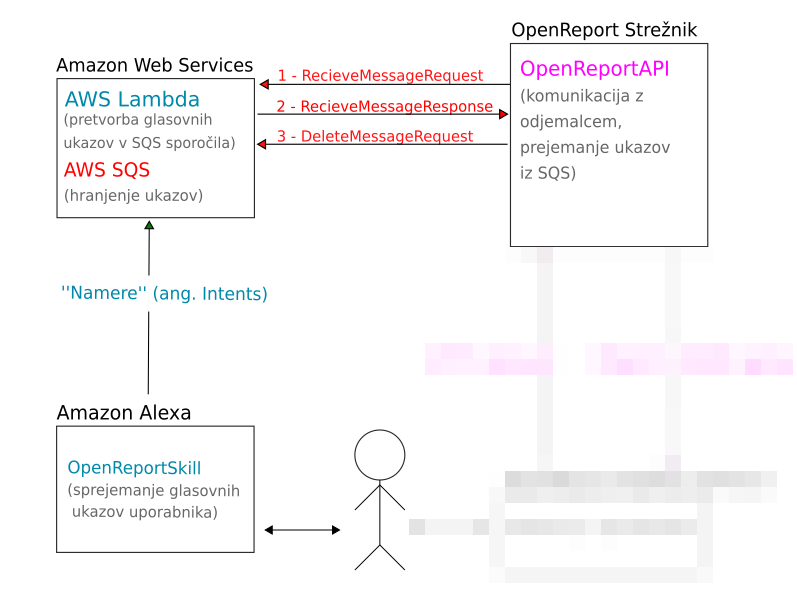 OpenReport Strežnik
Amazon Web Services
OpenReportAPI
(komunikacija z
odjemalcem,
prejemanje ukazov
iz SQS)
1 - RecieveMessageRequest
2 - RecieveMessageResponse
3 - DeleteMessageRequest
AWS Lambda
(pretvorba glasovnih
ukazov v SQS sporočila)
AWS SQS
(hranjenje ukazov)
''Namere'' (ang. Intents)
Amazon Alexa
OpenReportSkill
(sprejemanje glasovnih
ukazov uporabnika)